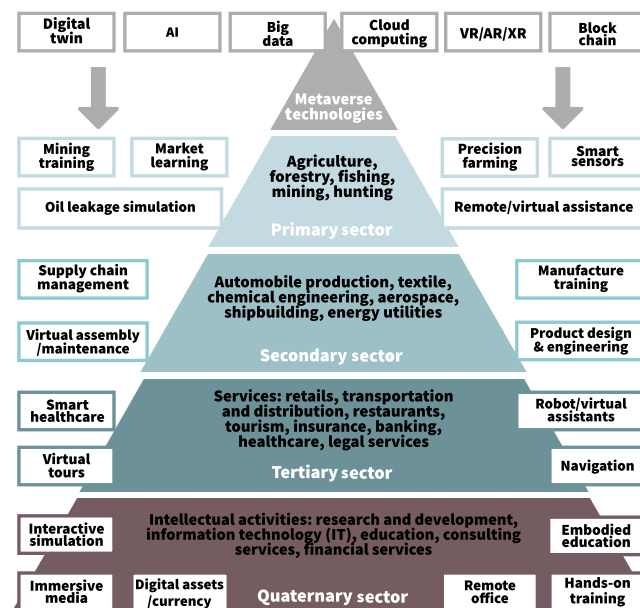 Digital
twin
AI
Big
data
Cloud
computing
VR/AR/XR
Block
chain
Metaverse
technologies
Mining
training
Market
learning
Precision
farming
Smart
sensors
Oil leakage simulation
Remote/virtual assistance
Agriculture,
forestry, fishing,
mining, hunting
Primary sector
Supply chain
management
Manufacture
training
Automobile production, textile,
chemical engineering, aerospace,
shipbuilding, energy utilities
Virtual assembly
/maintenance
Product design
& engineering
Secondary sector
Smart
healthcare
Robot/virtual
assistants
Services: retails, transportation
and distribution, restaurants,
tourism, insurance, banking,
healthcare, legal services
Virtual
tours
Navigation
Tertiary sector
Interactive
simulation
Embodied
education
Intellectual activities: research and development,
information technology (IT), education, consulting
services, financial services
Immersive
media
Digital assets
/currency
Quaternary sector
Remote
office
Hands-on
training